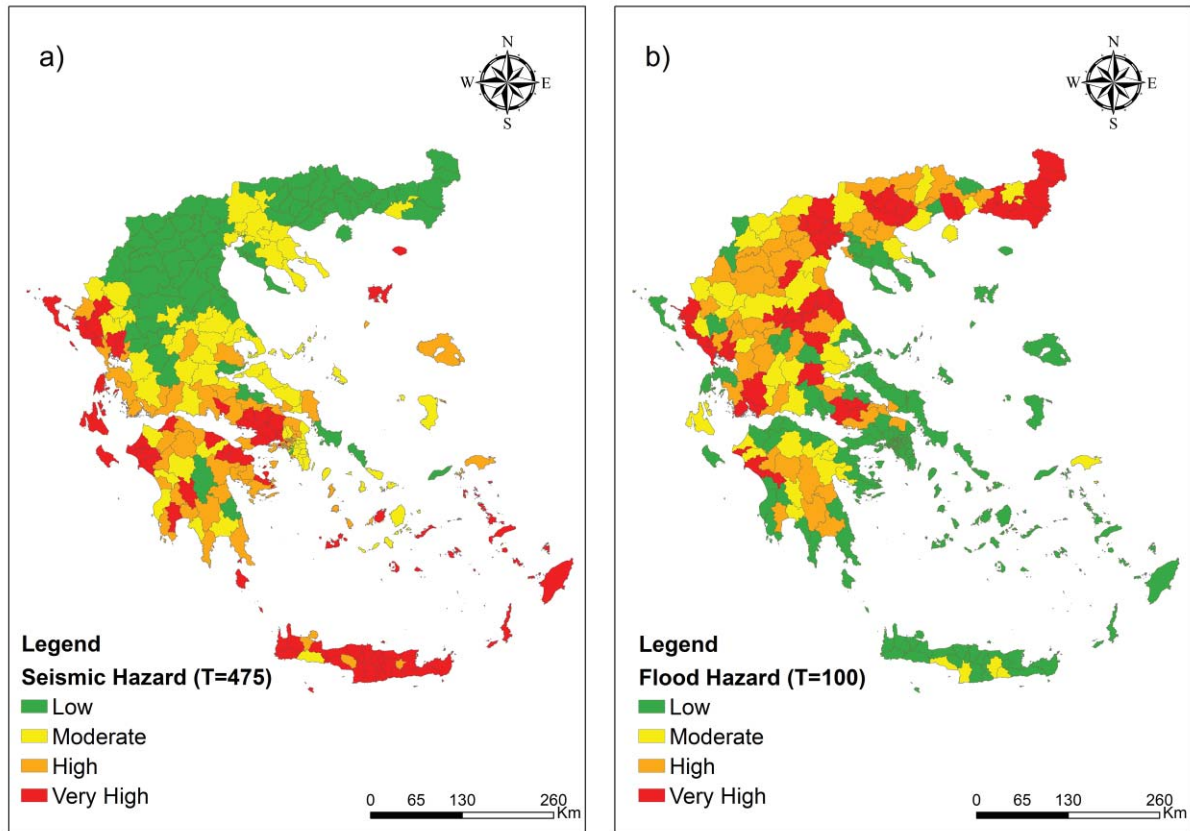 a)
N
W E
S
Legend
Seismic Hazard (T=475)
Low
Moderate
High
Very High
0 65 130 260
Km
b)
N
W E
S
Legend
Flood Hazard (T=100)
Low
Moderate
High
Very High
0 65 130 260
Km